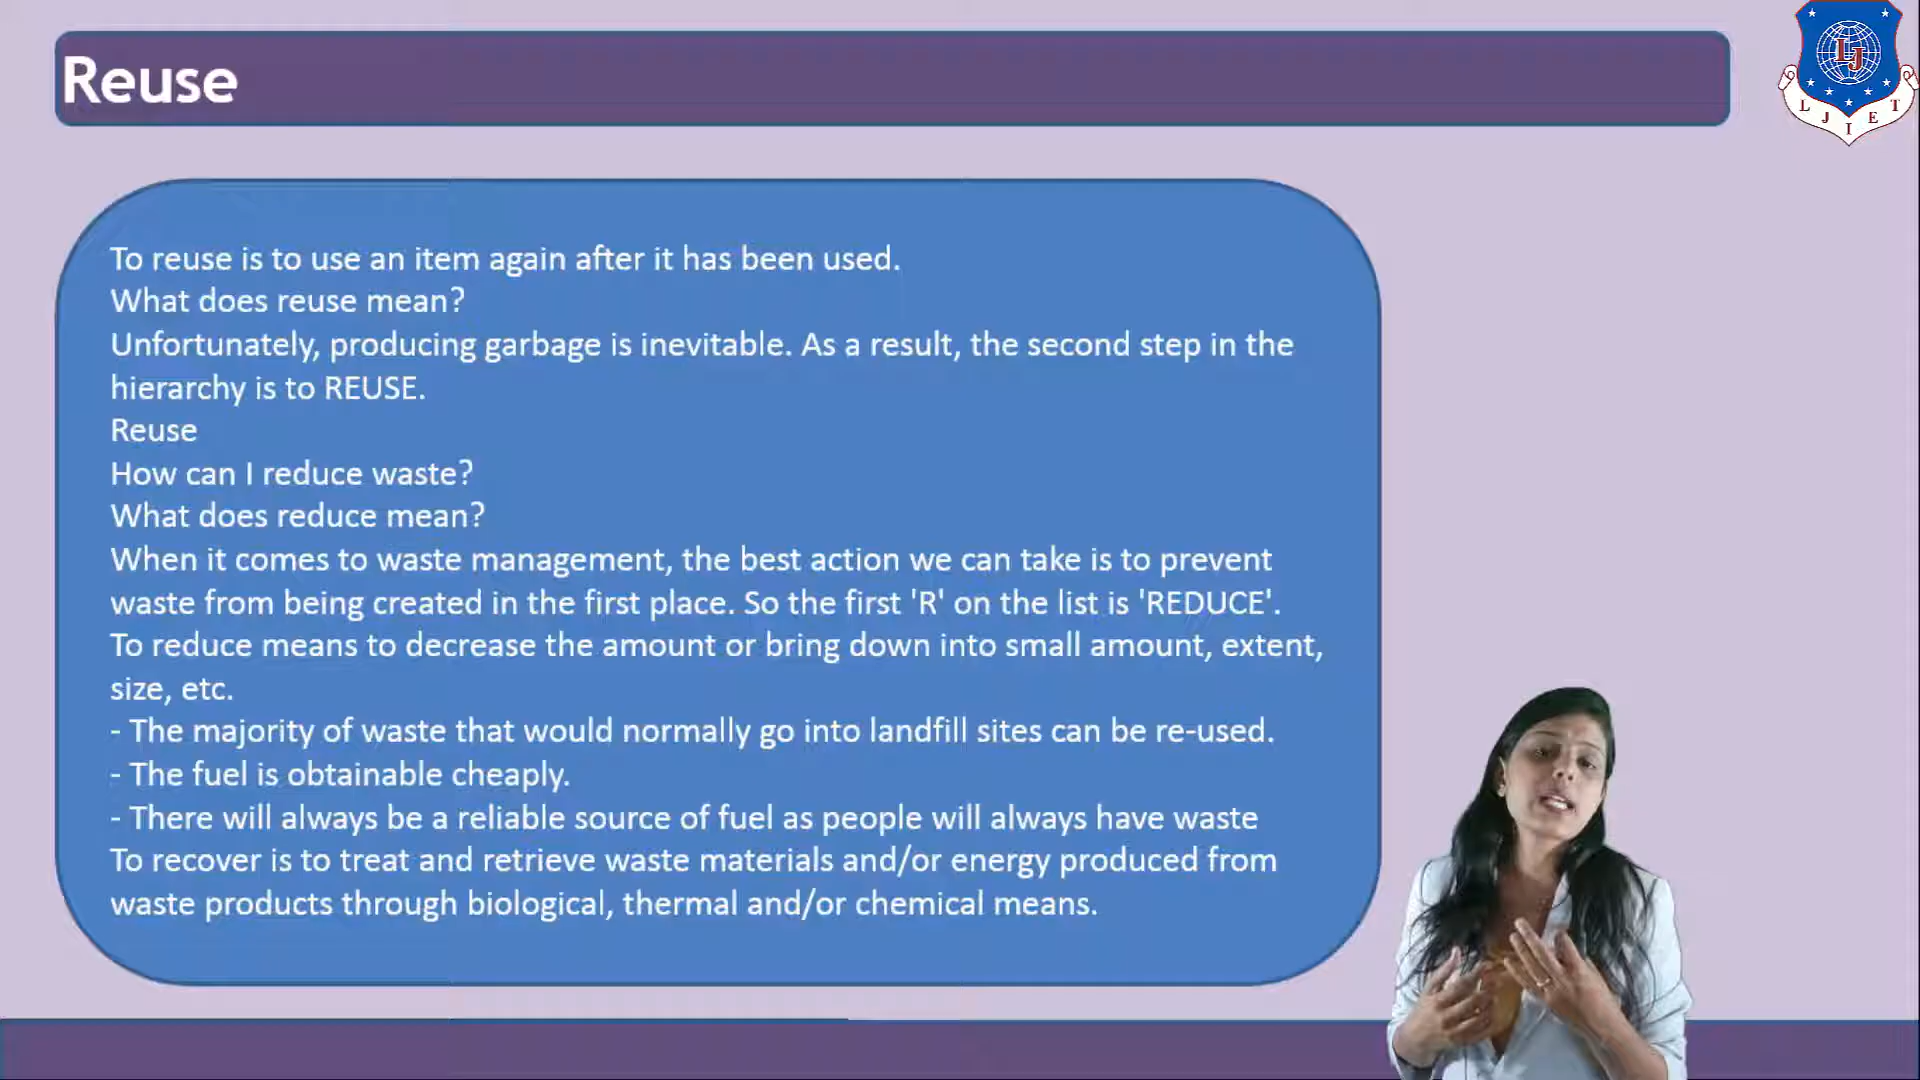 Reuse
To reuse is to use an item again after it has been used.
What does reuse mean?
Unfortunately, producing garbage is inevitable. As a result, the second step in the
hierarchy is to REUSE.
Reuse
How can I reduce waste?
What does reduce mean?
When it comes to waste management, the best action we can take is to prevent
waste from being created in the first place. So the first 'R' on the list is 'REDUCE'.
To reduce means to decrease the amount or bring down into small amount, extent,
size, etc.
- The majority of waste that would normally go into landfill sites can be re-used.
- The fuel is obtainable cheaply.
- There will always be a reliable source of fuel as people will always have waste
To recover is to treat and retrieve waste materials and/or energy produced from
waste products through biological, thermal and/or chemical means.
LJ
L J I E T